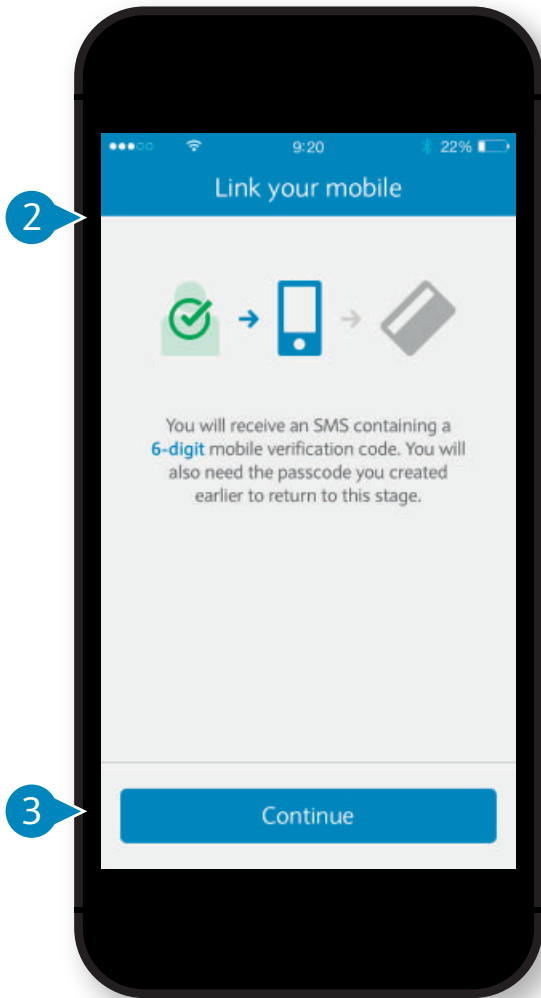 9:20
22%
Link your mobile
2
You will receive an SMS containing a
6-digit mobile verification code. You will
also need the passcode you created
earlier to return to this stage.
3
Continue